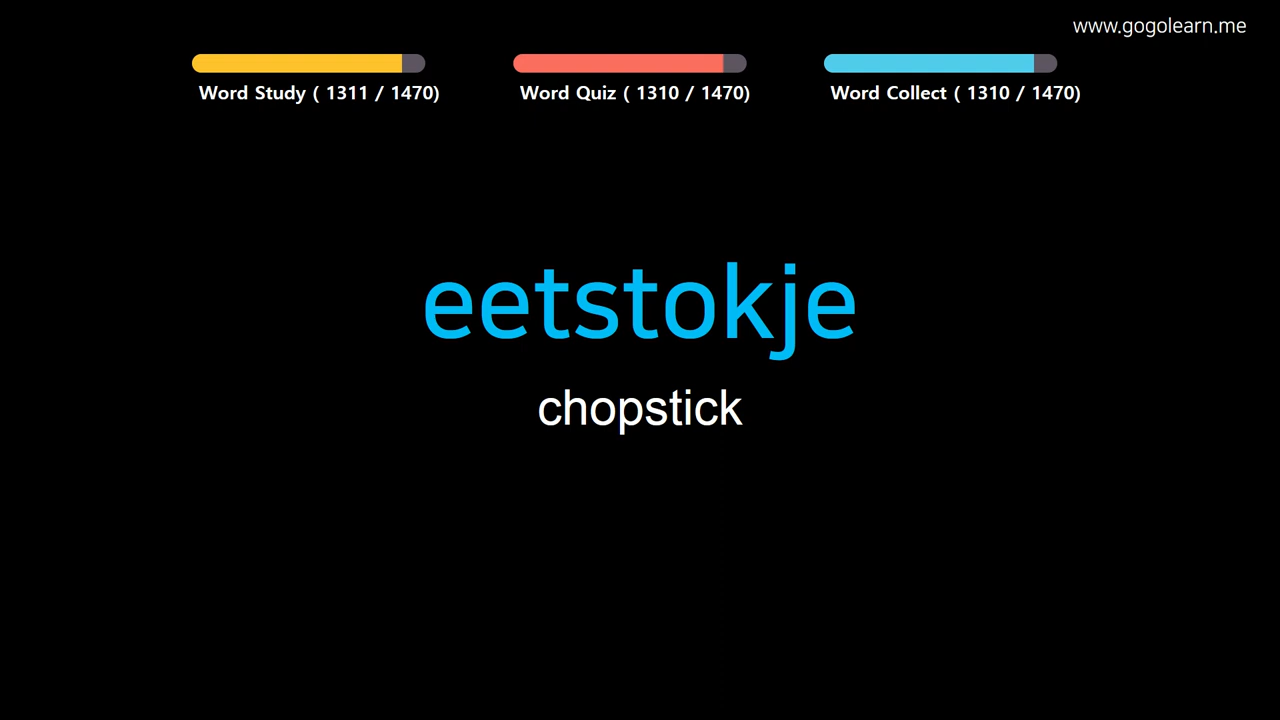 www.gogolearn.me
Word Study ( 1311 / 1470)
Word Quiz ( 1310 / 1470)
Word Collect ( 1310 / 1470)
eetstokje
chopstick